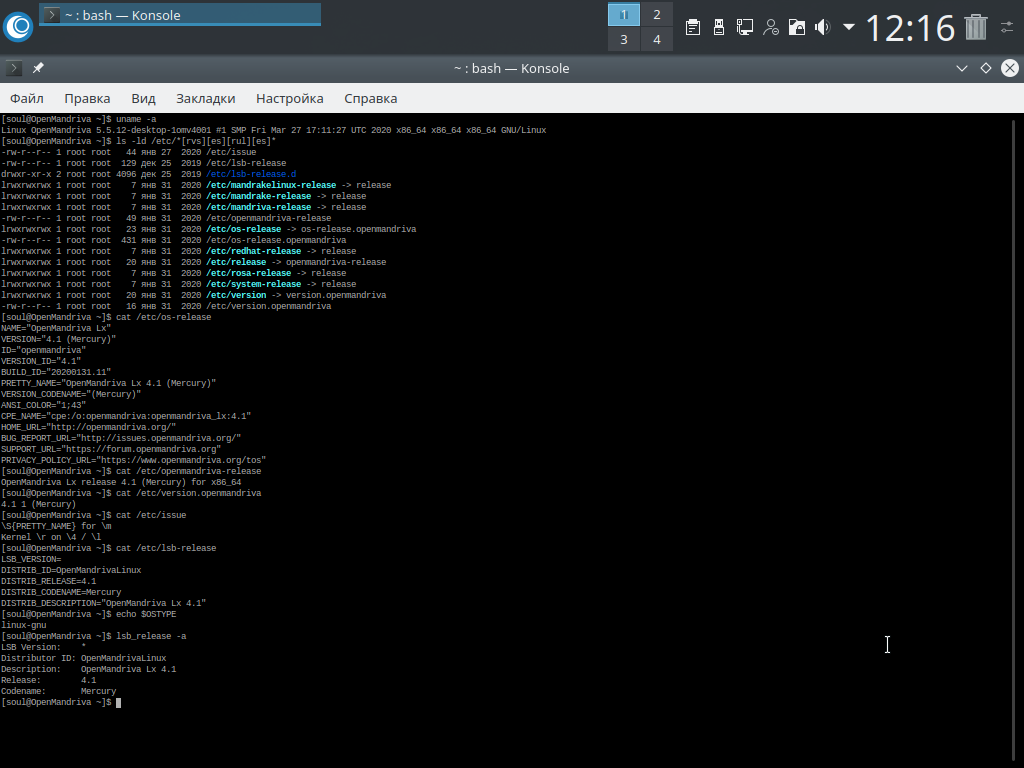 ~ : bash — Konsole
1 2
3 4
12:16
~ : bash — Konsole
Файл Правка Вид Закладки Настройка Справка
[soul@OpenMandriva ~]$ uname -a
Linux OpenMandriva 5.5.12-desktop-1omv4001 #1 SMP Fri Mar 27 17:11:27 UTC 2020 x86_64 x86_64 x86_64 GNU/Linux
[soul@OpenMandriva ~]$ ls -ld /etc/*[rvs][es][rul][es]*
-rw-r--r-- 1 root root   44 янв 27  2020 /etc/issue
-rw-r--r-- 1 root root  129 дек 25  2019 /etc/lsb-release
drwxr-xr-x 2 root root 4096 дек 25  2019 /etc/lsb-release.d
lrwxrwxrwx 1 root root    7 янв 31  2020 /etc/mandrakelinux-release -> release
lrwxrwxrwx 1 root root    7 янв 31  2020 /etc/mandrake-release -> release
lrwxrwxrwx 1 root root    7 янв 31  2020 /etc/mandriva-release -> release
-rw-r--r-- 1 root root   49 янв 31  2020 /etc/openmandriva-release
lrwxrwxrwx 1 root root   23 янв 31  2020 /etc/os-release -> os-release.openmandriva
-rw-r--r-- 1 root root  431 янв 31  2020 /etc/os-release.openmandriva
lrwxrwxrwx 1 root root    7 янв 31  2020 /etc/redhat-release -> release
lrwxrwxrwx 1 root root   20 янв 31  2020 /etc/release -> openmandriva-release
lrwxrwxrwx 1 root root    7 янв 31  2020 /etc/rosa-release -> release
lrwxrwxrwx 1 root root    7 янв 31  2020 /etc/system-release -> release
lrwxrwxrwx 1 root root   20 янв 31  2020 /etc/version -> version.openmandriva
-rw-r--r-- 1 root root   16 янв 31  2020 /etc/version.openmandriva
[soul@OpenMandriva ~]$ cat /etc/os-release
NAME="OpenMandriva Lx"
VERSION="4.1 (Mercury)"
ID="openmandriva"
VERSION_ID="4.1"
BUILD_ID="20200131.11"
PRETTY_NAME="OpenMandriva Lx 4.1 (Mercury)"
VERSION_CODENAME="(Mercury)"
ANSI_COLOR="1;43"
CPE_NAME="cpe:/o:openmandriva:openmandriva_lx:4.1"
HOME_URL="http://openmandriva.org/"
BUG_REPORT_URL="http://issues.openmandriva.org/"
SUPPORT_URL="https://forum.openmandriva.org"
PRIVACY_POLICY_URL="https://www.openmandriva.org/tos"
[soul@OpenMandriva ~]$ cat /etc/openmandriva-release
OpenMandriva Lx release 4.1 (Mercury) for x86_64
[soul@OpenMandriva ~]$ cat /etc/version.openmandriva
4.1 1 (Mercury)
[soul@OpenMandriva ~]$ cat /etc/issue
\S{PRETTY_NAME} for \m
Kernel \r on \4 / \l
[soul@OpenMandriva ~]$ cat /etc/lsb-release
LSB_VERSION=
DISTRIB_ID=OpenMandrivaLinux
DISTRIB_RELEASE=4.1
DISTRIB_CODENAME=Mercury
DISTRIB_DESCRIPTION="OpenMandriva Lx 4.1"
[soul@OpenMandriva ~]$ echo $OSTYPE
linux-gnu
[soul@OpenMandriva ~]$ lsb_release -a
LSB Version:    *
Distributor ID: OpenMandrivaLinux
Description:    OpenMandriva Lx 4.1
Release:        4.1
Codename:       Mercury
[soul@OpenMandriva ~]$